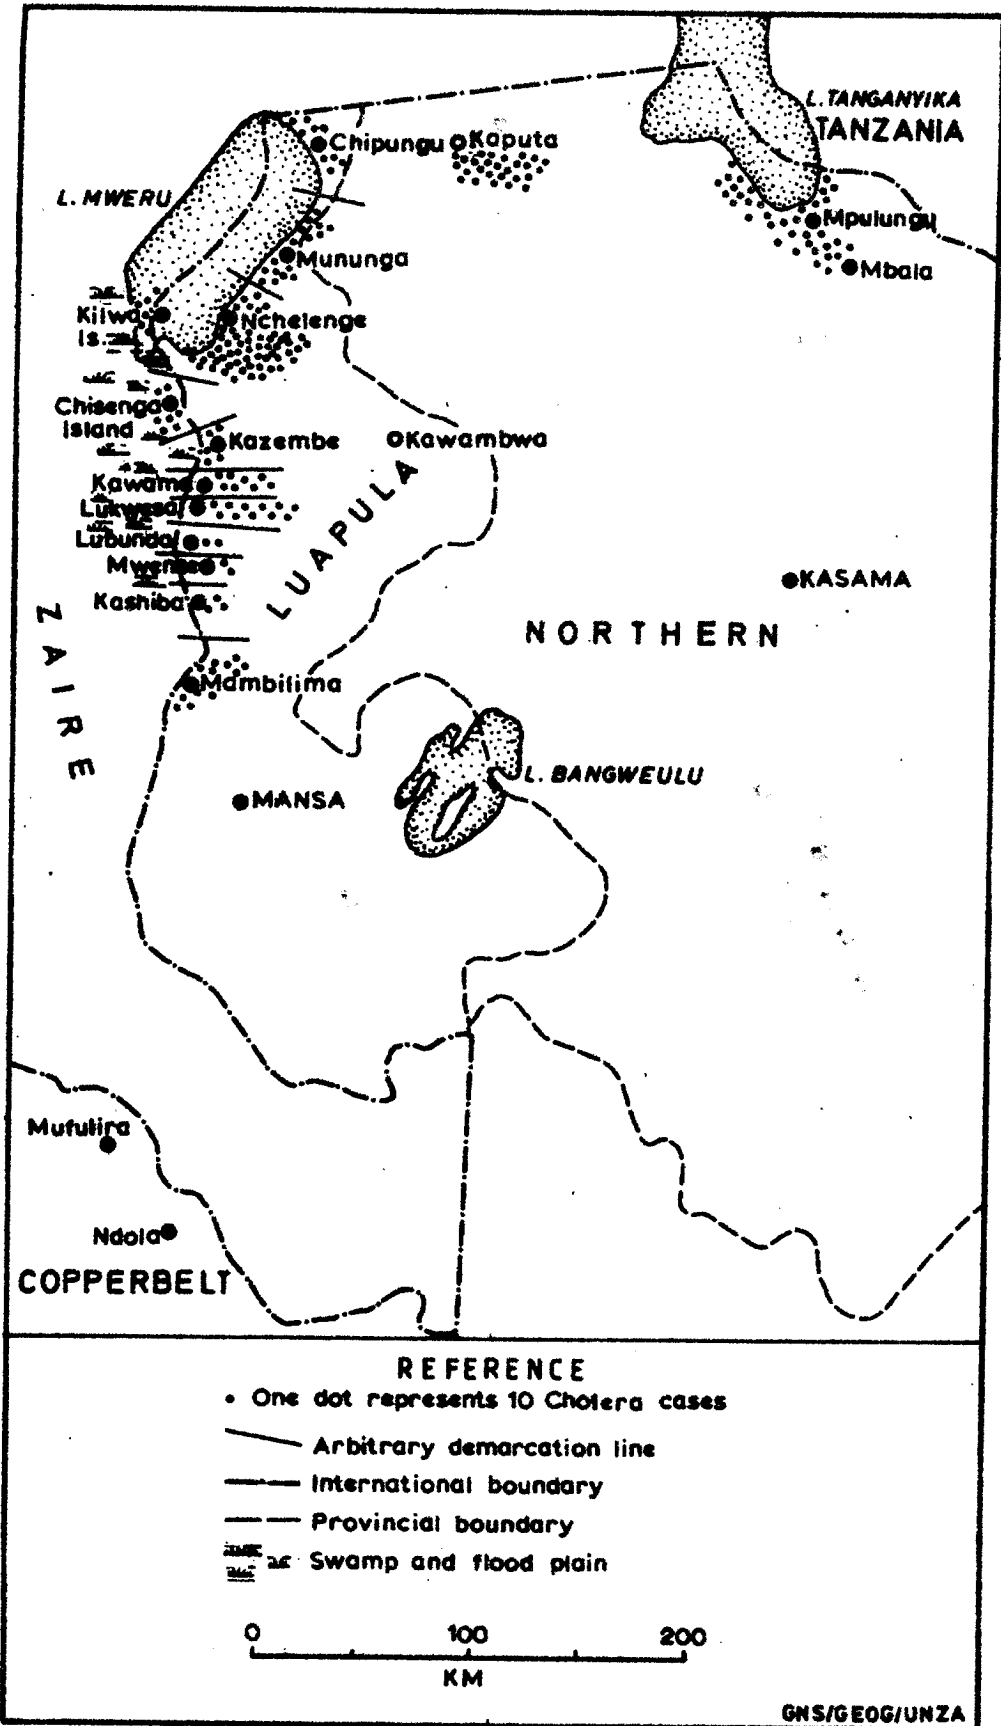 L. TANGANYIKA
TANZANIA
Chipungu
Kaputa
L. MWERU
Mpulungu
Mununga
Mbala
Kilwa
Is.
Nchelenge
Chisenga
Island
Kazembe
Kawambwa
Kawama
Lukwesa
LUAPULA
Lubunda
Mwense
KASAMA
Kashiba
ZAIRE
NORTHERN
Mambilima
L. BANGWEULU
MANSA
Mufulira
Ndola
COPPERBELT
REFERENCE
One dot represents 10 Cholera cases
Arbitrary demarcation line
International boundary
Provincial boundary
Swamp and flood plain
0 100 200
KM
GNS/GEOG/UNZA